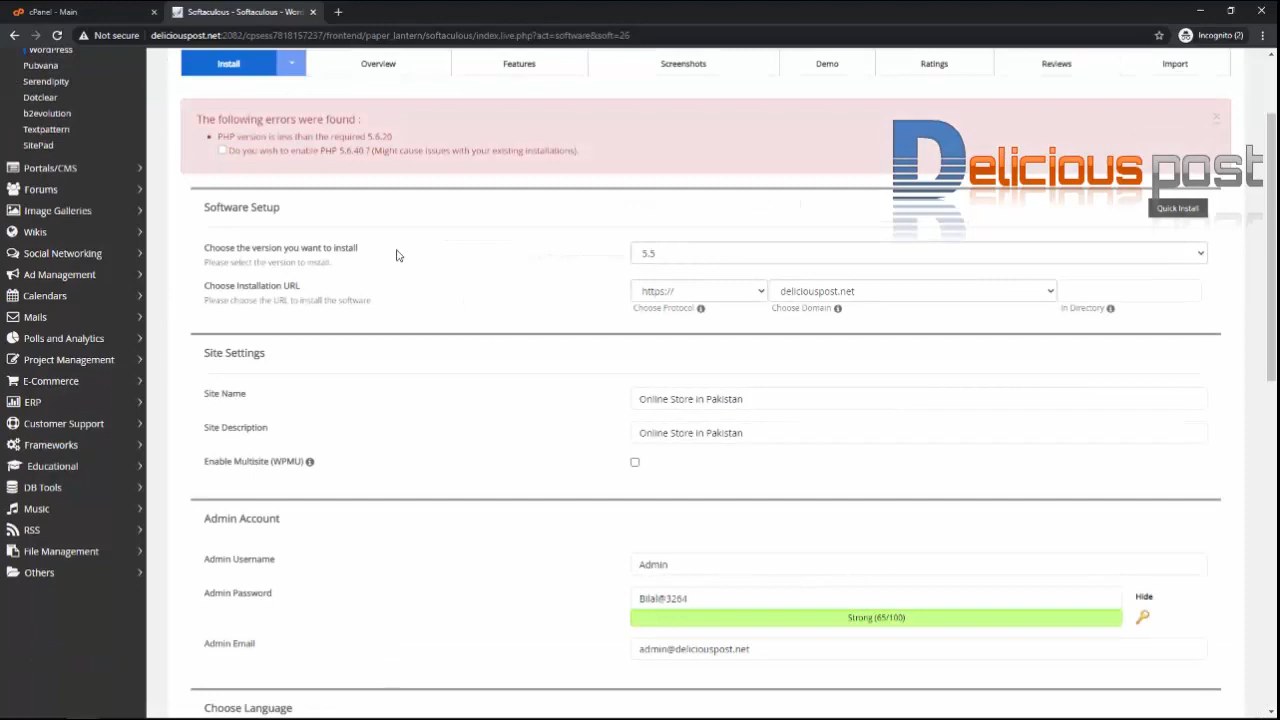 cPanel - Main
Softaculous - Softaculous - Wor
Not secure
deliciouspost.net:2082/cpsess7818157237/frontend/paper_lantern/softaculous/index.live.php?act=software&soft=26
Incognito (2)
WordPress
Pubvana
Serendipity
Dotclear
b2evolution
Textpattern
SitePad
Portals/CMS
Forums
Image Galleries
Wikis
Social Networking
Ad Management
Calendars
Mails
Polls and Analytics
Project Management
E-Commerce
ERP
Customer Support
Frameworks
Educational
DB Tools
Music
RSS
File Management
Others
Install
Overview
Features
Screenshots
Demo
Ratings
Reviews
Import
The following errors were found :
PHP version is less than the required 5.6.20
Do you wish to enable PHP 5.6.40 ? (Might cause issues with your existing installations).
Delicious post
Software Setup
Quick Install
Choose the version you want to install
Please select the version to install.
5.5
Choose Installation URL
Please choose the URL to install the software
https://
deliciouspost.net
Choose Protocol
Choose Domain
In Directory
Site Settings
Site Name
Online Store in Pakistan
Site Description
Online Store in Pakistan
Enable Multisite (WPMU)
Admin Account
Admin Username
Admin
Admin Password
Bilal@3264
Hide
Strong (65/100)
Admin Email
admin@deliciouspost.net
Choose Language